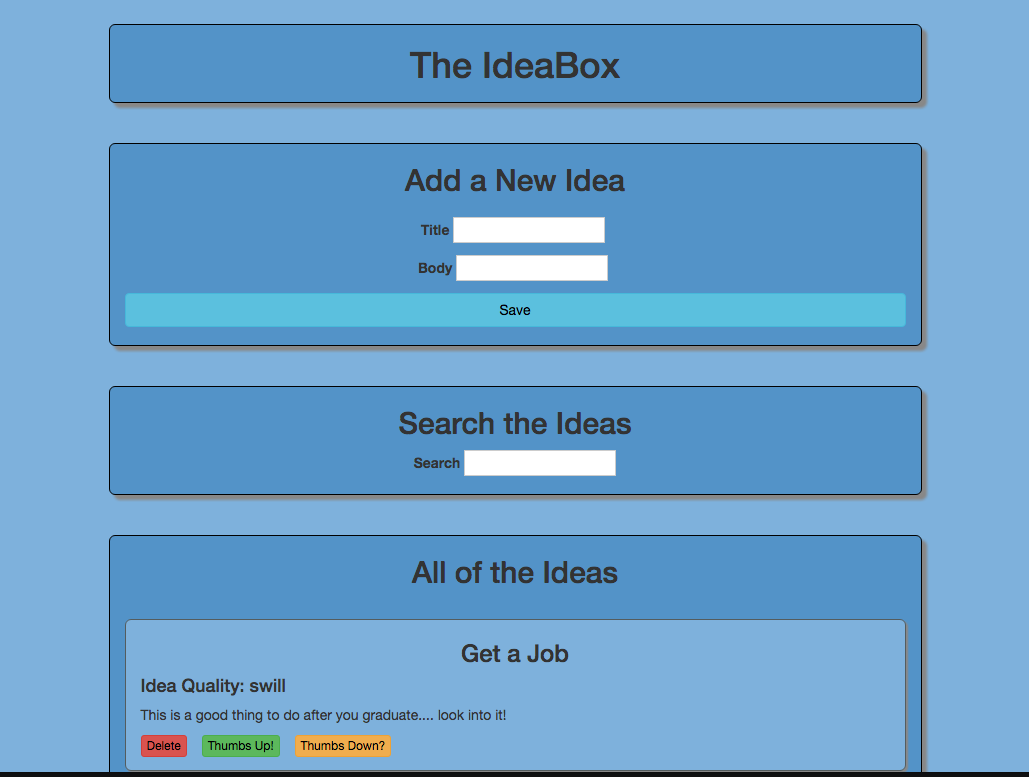 The IdeaBox
Add a New Idea
Title
Body
Save
Search the Ideas
Search
All of the Ideas
Get a Job
Idea Quality: swill
This is a good thing to do after you graduate.... look into it!
Delete Thumbs Up! Thumbs Down?